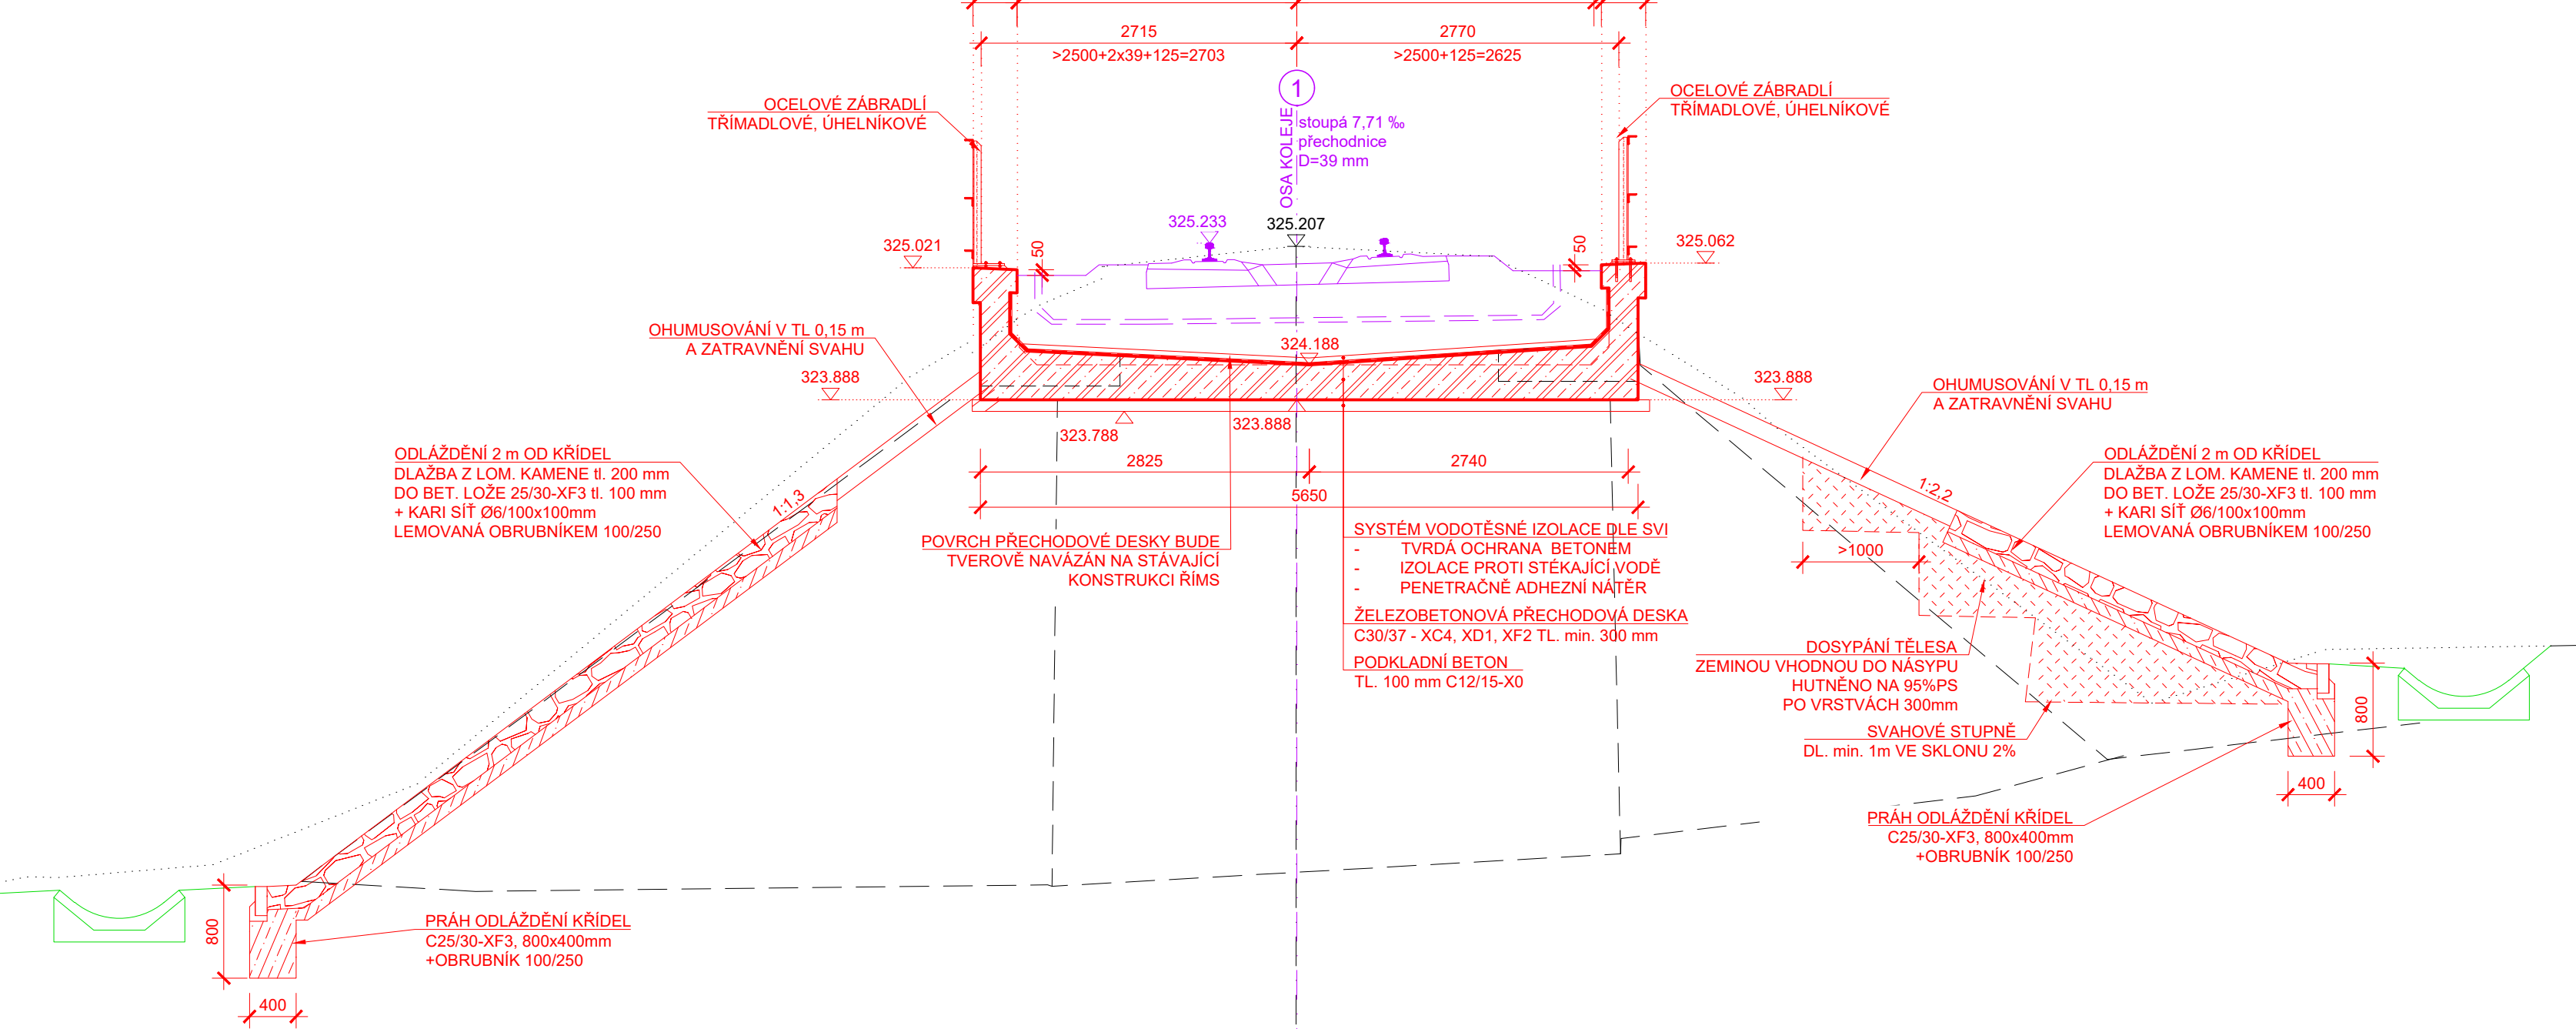 2715
2770
>2500+2x39+125=2703
>2500+125=2625
1
OCELOVÉ ZÁBRADLÍ
TŘÍMADLOVÉ, ÚHELNÍKOVÉ
OCELOVÉ ZÁBRADLÍ
TŘÍMADLOVÉ, ÚHELNÍKOVÉ
OSA KOLEJE
stoupá 7,71 ‰
přechodnice
D=39 mm
325.233
325.207
325.021
50
50
325.062
OHUMUSOVÁNÍ V TL 0,15 m
A ZATRAVNĚNÍ SVAHU
324.188
323.888
323.888
OHUMUSOVÁNÍ V TL 0,15 m
A ZATRAVNĚNÍ SVAHU
323.788
323.888
ODLÁŽDĚNÍ 2 m OD KŘÍDEL
DLAŽBA Z LOM. KAMENE tl. 200 mm
DO BET. LOŽE 25/30-XF3 tl. 100 mm
+ KARI SÍŤ Ø6/100x100mm
LEMOVANÁ OBRUBNÍKEM 100/250
1:1,3
2825
2740
5650
1:2,2
ODLÁŽDĚNÍ 2 m OD KŘÍDEL
DLAŽBA Z LOM. KAMENE tl. 200 mm
DO BET. LOŽE 25/30-XF3 tl. 100 mm
+ KARI SÍŤ Ø6/100x100mm
LEMOVANÁ OBRUBNÍKEM 100/250
POVRCH PŘECHODOVÉ DESKY BUDE
TVEROVĚ NAVÁZÁN NA STÁVAJÍCÍ
KONSTRUKCI ŘÍMS
SYSTÉM VODOTĚSNÉ IZOLACE DLE SVI
- TVRDÁ OCHRANA BETONEM
- IZOLACE PROTI STÉKAJÍCÍ VODĚ
- PENETRAČNĚ ADHEZNÍ NÁTĚR
ŽELEZOBETONOVÁ PŘECHODOVÁ DESKA
C30/37 - XC4, XD1, XF2 TL. min. 300 mm
PODKLADNÍ BETON
TL. 100 mm C12/15-X0
>1000
DOSYPÁNÍ TĚLESA
ZEMINOU VHODNOU DO NÁSYPU
HUTNĚNO NA 95%PS
PO VRSTVÁCH 300mm
SVAHOVÉ STUPNĚ
DL. min. 1m VE SKLONU 2%
800
400
PRÁH ODLÁŽDĚNÍ KŘÍDEL
C25/30-XF3, 800x400mm
+OBRUBNÍK 100/250
800
PRÁH ODLÁŽDĚNÍ KŘÍDEL
C25/30-XF3, 800x400mm
+OBRUBNÍK 100/250
400